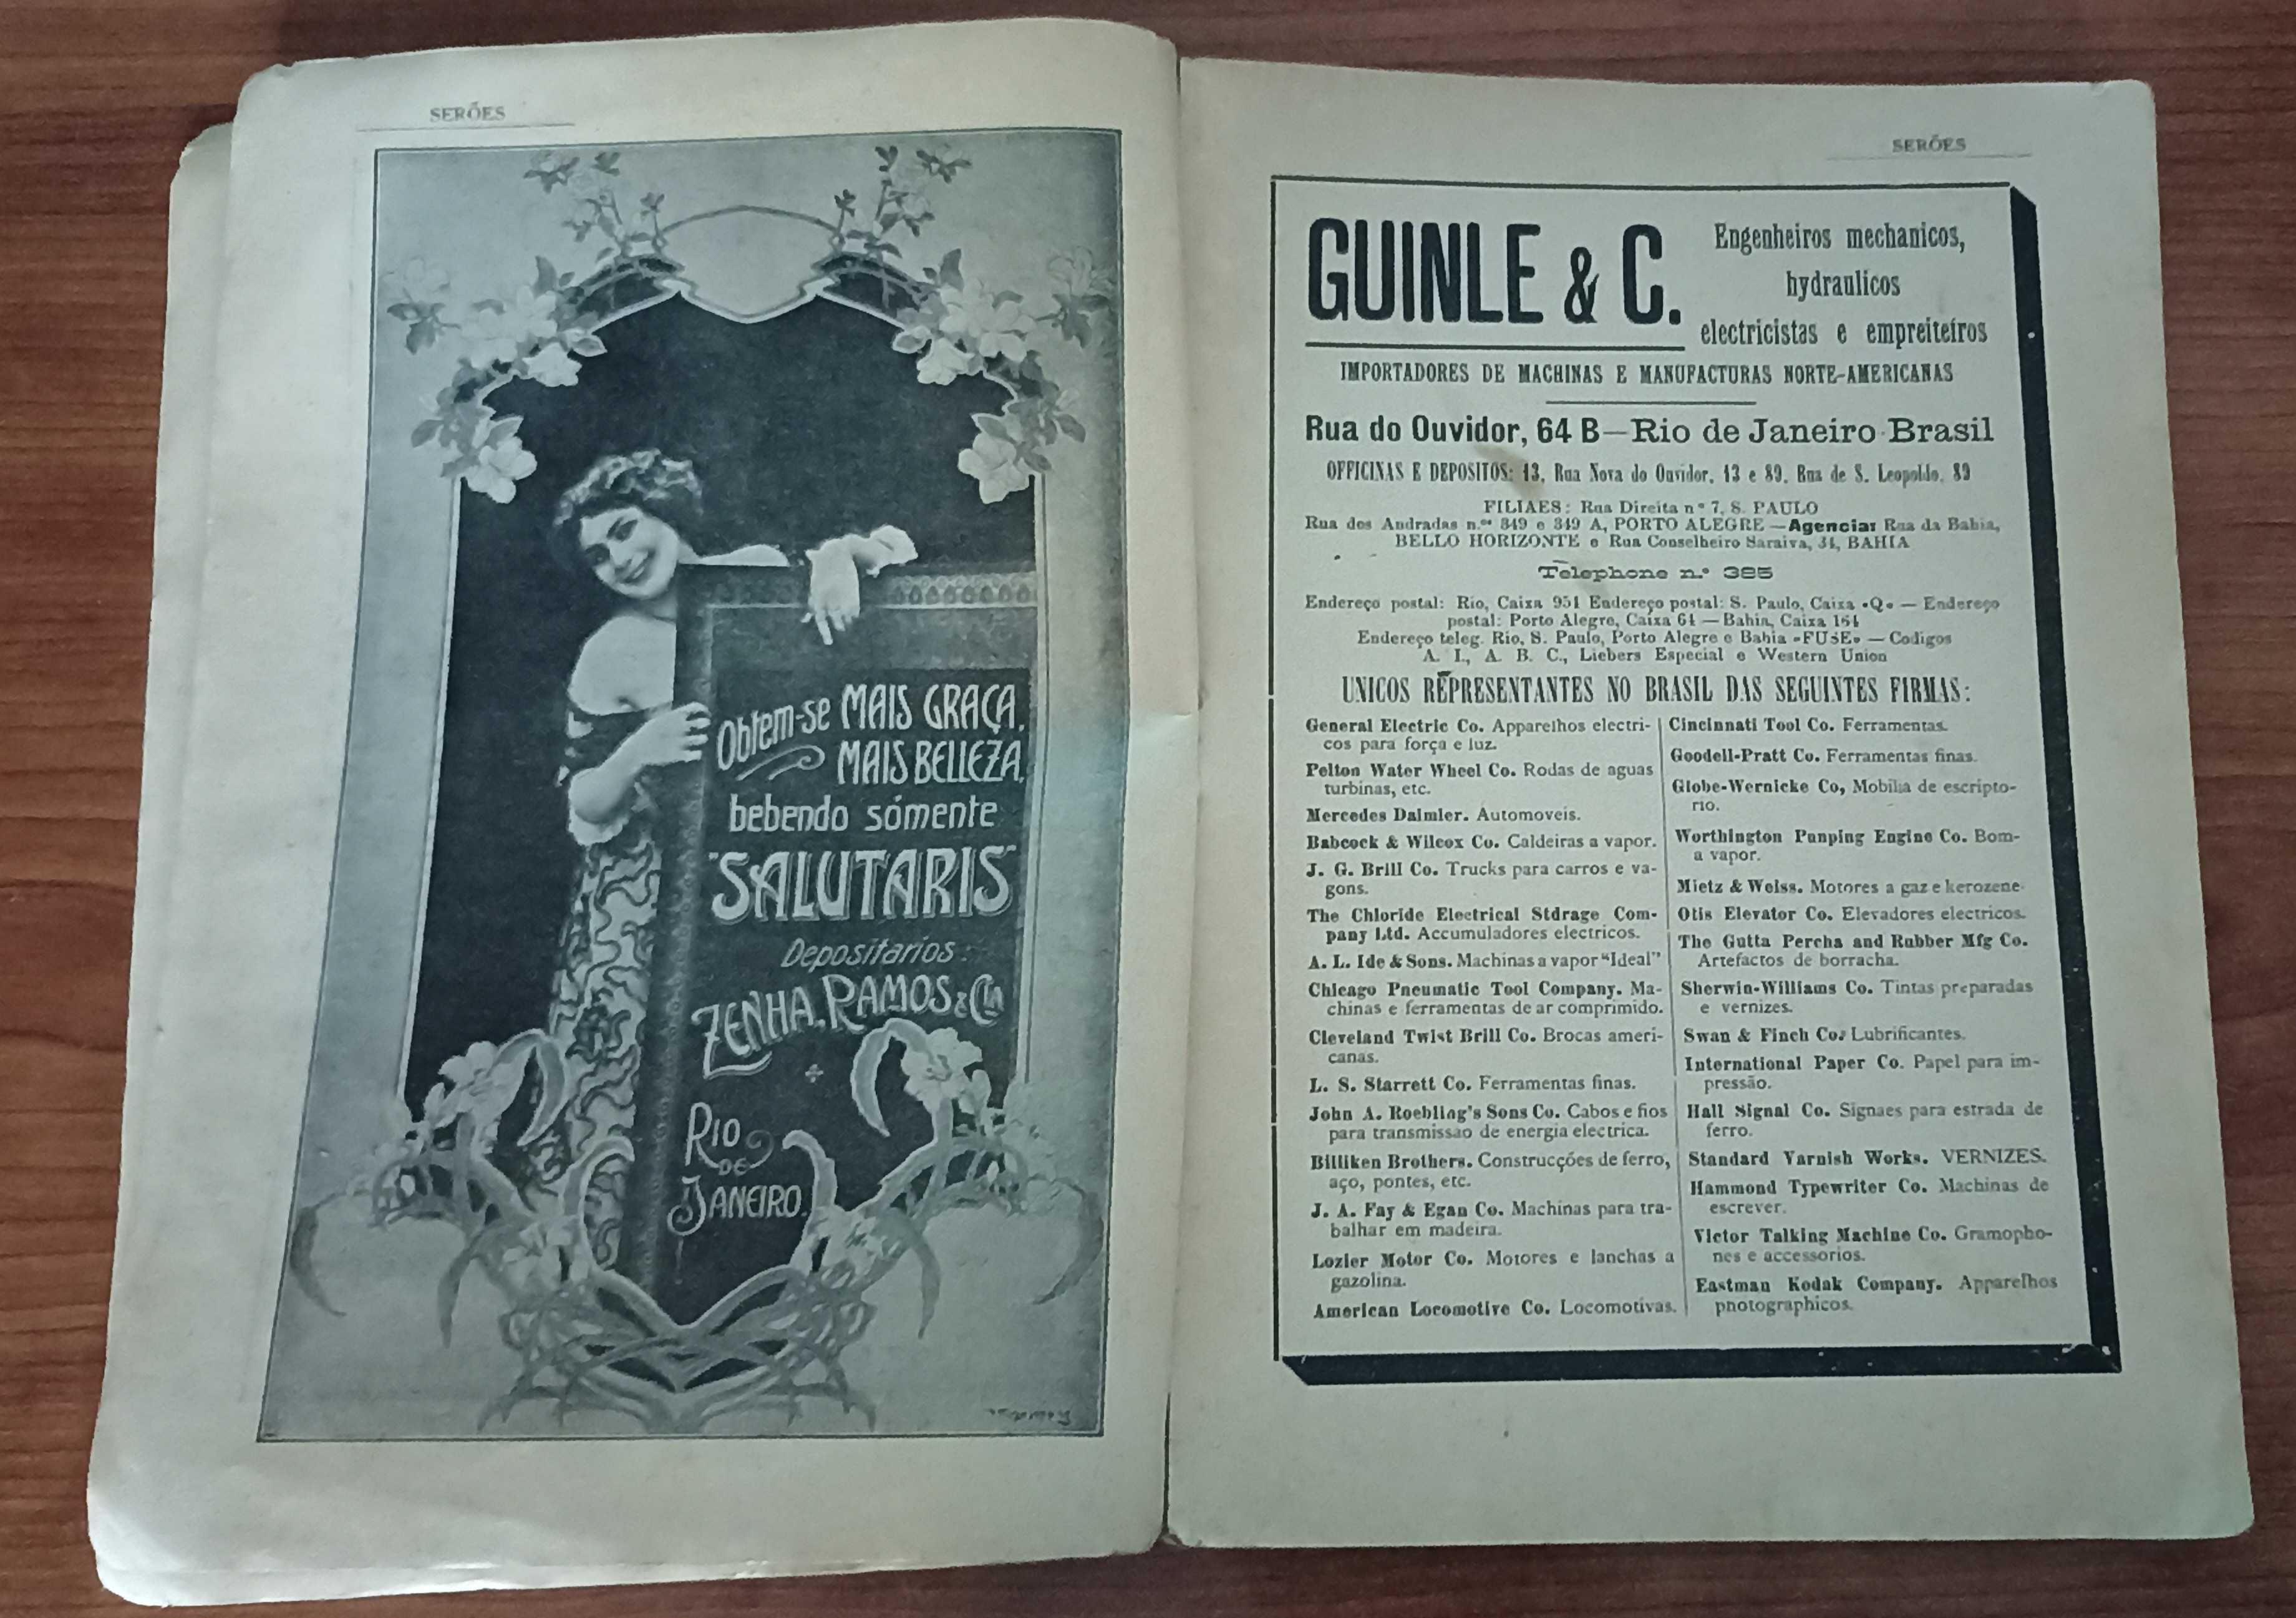 SERÕES
Obtem-se MAIS GRAÇA,
MAIS BELLEZA,
bebendo sómente
"SALUTARIS"
Depositarios:
ZENHA, RAMOS & Cia
RIO
DE
JANEIRO.
SERÕES
GUINLE & C.
Engenheiros mechanicos,
hydraulicos
electricistas e empreiteiros
IMPORTADORES DE MACHINAS E MANUFACTURAS NORTE-AMERICANAS
Rua do Ouvidor, 64 B—Rio de Janeiro-Brasil
OFFICINAS E DEPOSITOS: 13, Rua Nova do Ouvidor, 13 e 89, Rua de S. Leopoldo, 89
FILIAES: Rua Direita n.º 7, S. PAULO
Rua dos Andradas n.os 349 e 349 A, PORTO ALEGRE—Agencia: Rua da Bahia,
BELLO HORIZONTE e Rua Conselheiro Saraiva, 34, BAHIA
Telephone n.º 385
Endereço postal: Rio, Caixa 951 Endereço postal: S. Paulo, Caixa «Q» — Endereço
postal: Porto Alegre, Caixa 64 — Bahia, Caixa 164
Endereço teleg. Rio, S. Paulo, Porto Alegre e Bahia «FUSE» — Codigos
A. I., A. B. C., Liebers Especial e Western Union
UNICOS REPRESENTANTES NO BRASIL DAS SEGUINTES FIRMAS:
General Electric Co. Apparelhos electri-
cos para força e luz.
Pelton Water Wheel Co. Rodas de aguas
turbinas, etc.
Mercedes Daimler. Automoveis.
Babcock & Wilcox Co. Caldeiras a vapor.
J. G. Brill Co. Trucks para carros e va-
gons.
The Chloride Electrical Stdrage Com-
pany Ltd. Accumuladores electricos.
A. L. Ide & Sons. Machinas a vapor "Ideal"
Chicago Pneumatic Tool Company. Ma-
chinas e ferramentas de ar comprimido.
Cleveland Twist Brill Co. Brocas ameri-
canas.
L. S. Starrett Co. Ferramentas finas.
John A. Roebling's Sons Co. Cabos e fios
para transmissao de energia electrica.
Billiken Brothers. Construcções de ferro,
aço, pontes, etc.
J. A. Fay & Egan Co. Machinas para tra-
balhar em madeira.
Lozier Motor Co. Motores e lanchas a
gazolina.
American Locomotive Co. Locomotivas.
Cincinnati Tool Co. Ferramentas.
Goodell-Pratt Co. Ferramentas finas.
Globe-Wernicke Co, Mobilia de escripto-
rio.
Worthington Panping Engine Co. Bom-
a vapor.
Mietz & Weiss. Motores a gaz e kerozene
Otis Elevator Co. Elevadores electricos.
The Gutta Percha and Rubber Mfg Co.
Artefactos de borracha.
Sherwin-Williams Co. Tintas preparadas
e vernizes.
Swan & Finch Co. Lubrificantes.
International Paper Co. Papel para im-
pressão.
Hall Signal Co. Signaes para estrada de
ferro.
Standard Varnish Works. VERNIZES.
Hammond Typewriter Co. Machinas de
escrever.
Victor Talking Machine Co. Gramopho-
nes e accessorios.
Eastman Kodak Company. Apparelhos
photographicos.